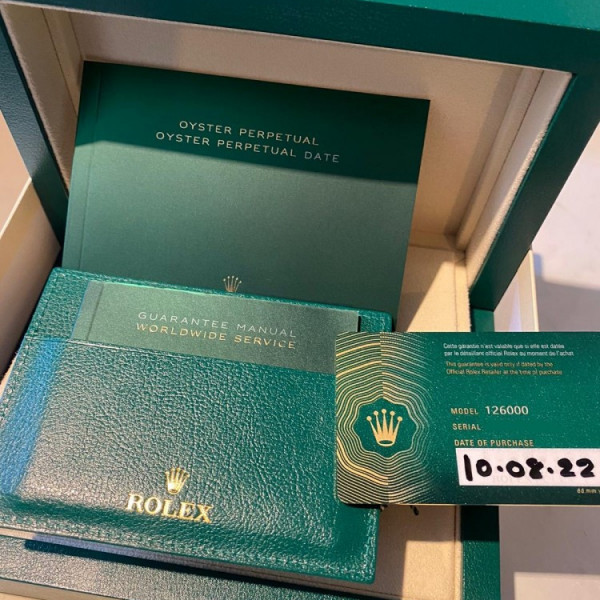 OYSTER PERPETUAL
OYSTER PERPETUAL DATE
GUARANTEE MANUAL
WORLDWIDE SERVICE
ROLEX
Cette garantie n'est valable que si elle est datée
par le détaillant officiel Rolex au moment de l'achat.
This guarantee is valid only if dated by the
Official Rolex Retailer at the time of purchase.
MODEL 126000
SERIAL
DATE OF PURCHASE
10.08.22